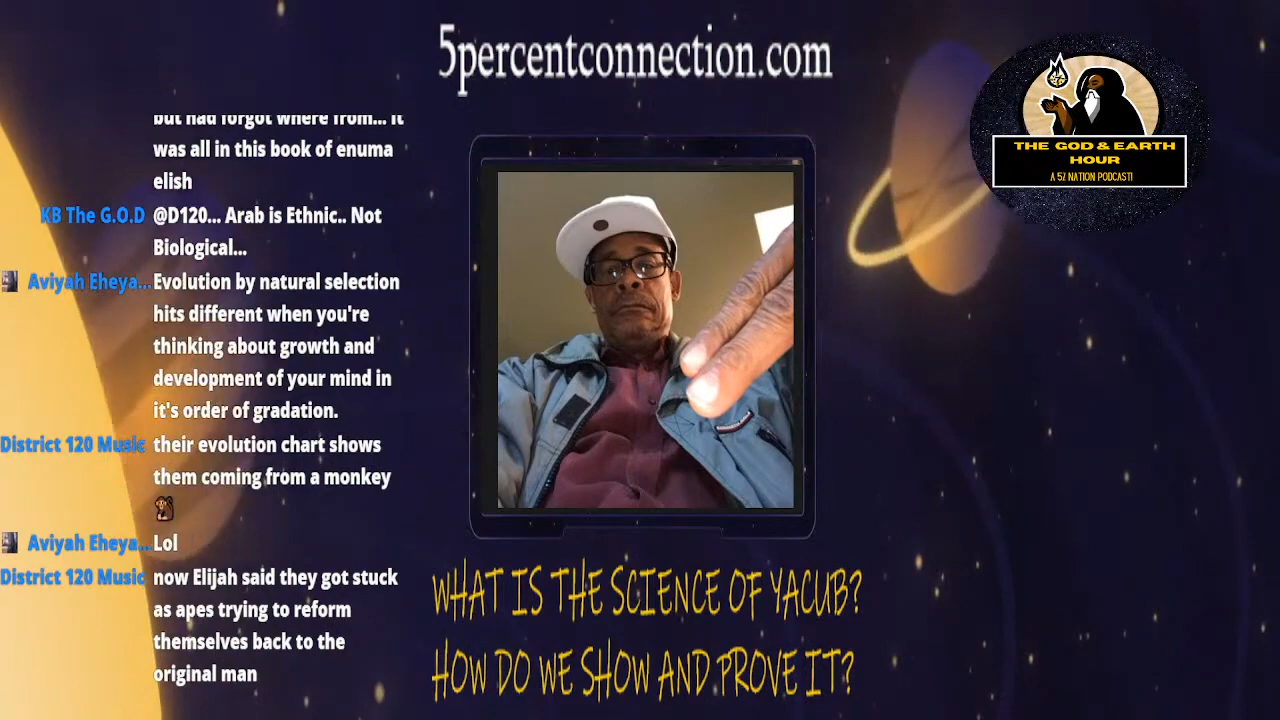 5percentconnection.com
THE GOD & EARTH
HOUR
A 5% NATION PODCAST!
but had forgot where from... it
was all in this book of enuma
elish
KB The G.O.D @D120... Arab is Ethnic.. Not
Biological...
Aviyah Eheya... Evolution by natural selection
hits different when you're
thinking about growth and
development of your mind in
it's order of gradation.
District 120 Music their evolution chart shows
them coming from a monkey
Aviyah Eheya... Lol
District 120 Music now Elijah said they got stuck
as apes trying to reform
themselves back to the
original man
WHAT IS THE SCIENCE OF YACUB?
HOW DO WE SHOW AND PROVE IT?